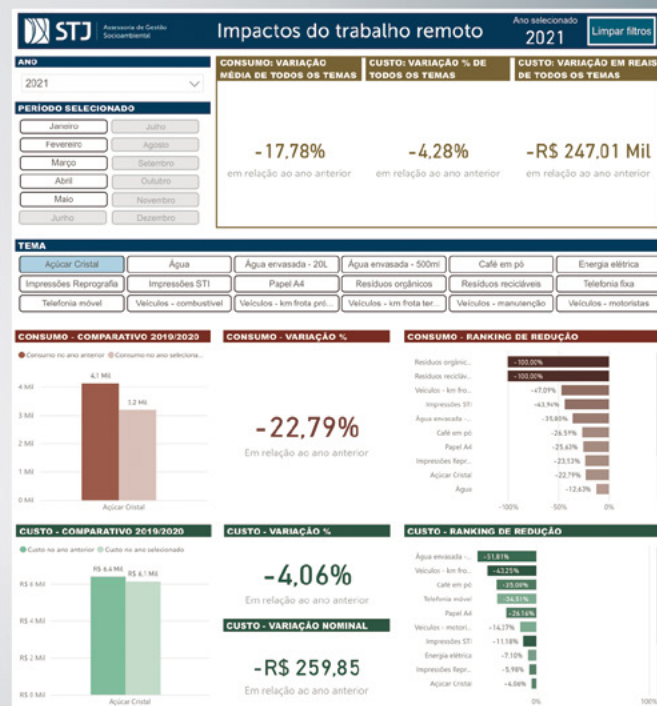 STJ
Assessoria de Gestão
Socioambiental
Impactos do trabalho remoto
Ano selecionado
2021
Limpar filtros
ANO
2021
PERÍODO SELECIONADO
Janeiro
Julho
Fevereiro
Agosto
Março
Setembro
Abril
Outubro
Maio
Novembro
Junho
Dezembro
CONSUMO: VARIAÇÃO
MÉDIA DE TODOS OS TEMAS
-17,78%
em relação ao ano anterior
CUSTO: VARIAÇÃO % DE
TODOS OS TEMAS
-4,28%
em relação ao ano anterior
CUSTO: VARIAÇÃO EM REAIS
DE TODOS OS TEMAS
-R$ 247,01 Mil
em relação ao ano anterior
TEMA
Açúcar Cristal
Água
Água envasada - 20L
Água envasada - 500ml
Café em pó
Energia elétrica
Impressões Reprografia
Impressões STI
Papel A4
Resíduos orgânicos
Resíduos recicláveis
Telefonia fixa
Telefonia móvel
Veículos - combustível
Veículos - km frota pró...
Veículos - km frota ter...
Veículos - manutenção
Veículos - motoristas
CONSUMO - COMPARATIVO 2019/2020
Consumo no ano anterior
Consumo no ano seleciona...
4,1 Mil
3,2 Mil
4 Mil
3 Mil
2 Mil
1 Mil
0 Mil
Açúcar Cristal
CONSUMO - VARIAÇÃO %
-22,79%
Em relação ao ano anterior
CONSUMO - RANKING DE REDUÇÃO
Resíduos orgânic... -100,00%
Resíduos recicláv... -100,00%
Veículos - km fro... -47,09%
Impressões STI -43,94%
Água envasada -... -35,80%
Café em pó -26,59%
Papel A4 -25,63%
Impressões Repr... -23,53%
Açúcar Cristal -22,79%
Água -12,63%
-100% -50% 0%
CUSTO - COMPARATIVO 2019/2020
Custo no ano anterior
Custo no ano selecionado
R$ 6,4 Mil
R$ 6,1 Mil
R$ 6 Mil
R$ 4 Mil
R$ 2 Mil
R$ 0 Mil
Açúcar Cristal
CUSTO - VARIAÇÃO %
-4,06%
Em relação ao ano anterior
CUSTO - VARIAÇÃO NOMINAL
-R$ 259,85
Em relação ao ano anterior
CUSTO - RANKING DE REDUÇÃO
Água envasada -... -51,81%
Veículos - km fro... -43,25%
Café em pó -35,00%
Telefonia móvel -34,51%
Papel A4 -26,16%
Veículos - motori... -14,27%
Impressões STI -11,18%
Energia elétrica -7,10%
Impressões Repr... -5,98%
Açúcar Cristal -4,06%
0% 100%